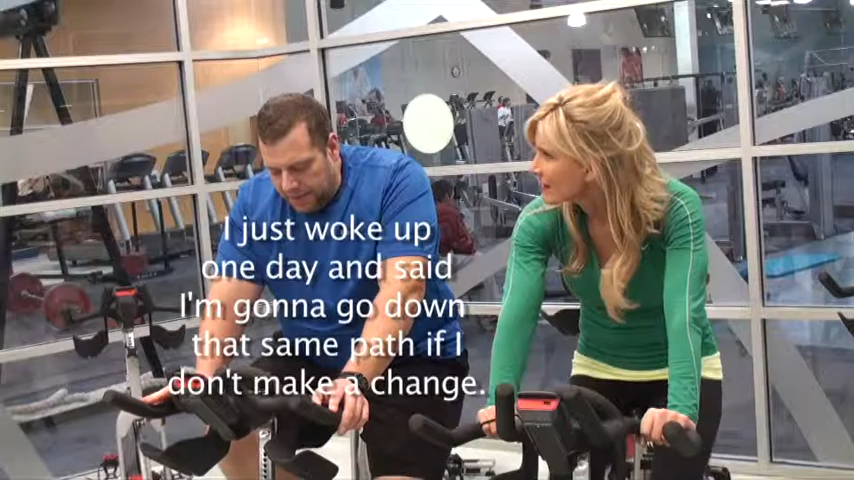 I just woke up
one day and said
"I'm gonna go down
that same path if I
don't make a change."